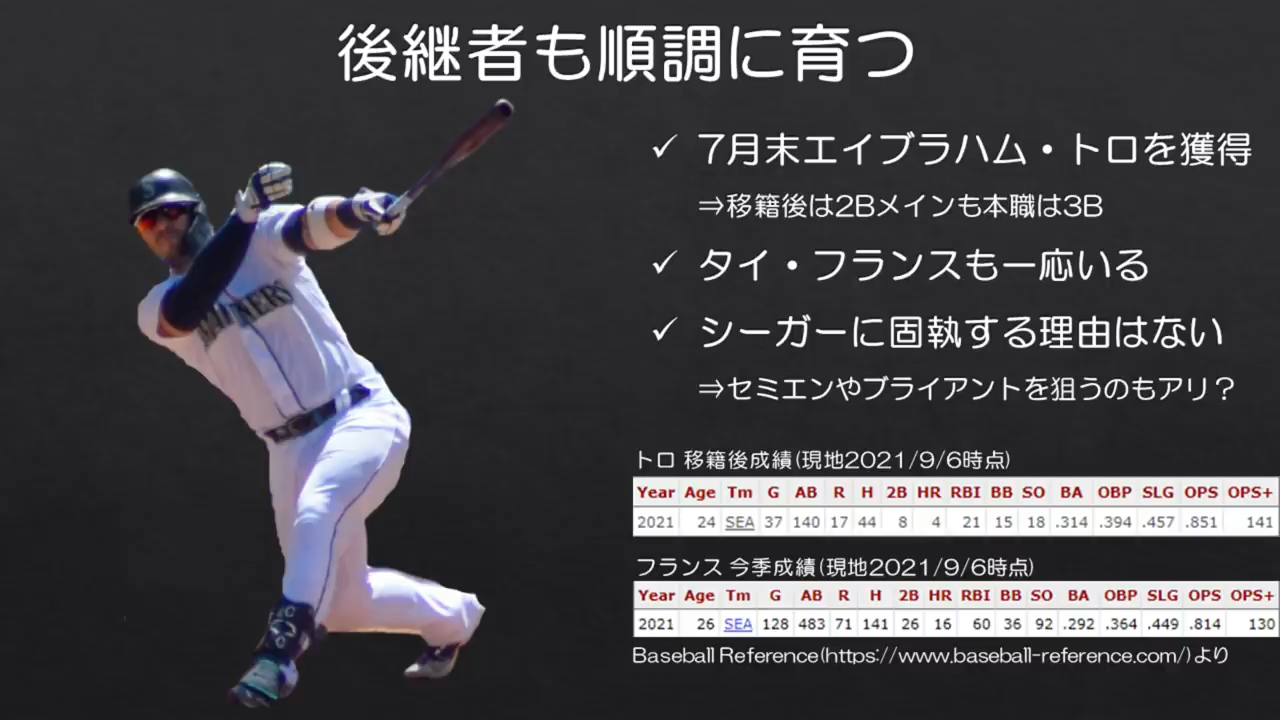 後継者も順調に育つ
✓ 7月末エイブラハム・トロを獲得
⇒移籍後は2Bメインも本職は3B
✓ タイ・フランスも一応いる
✓ シーガーに固執する理由はない
⇒セミエンやブライアントを狙うのもアリ？
トロ 移籍後成績(現地2021/9/6時点)
Year Age Tm G AB R H 2B HR RBI BB SO BA OBP SLG OPS OPS+
2021 24 SEA 37 140 17 44 8 4 21 15 18 .314 .394 .457 .851 141
フランス 今季成績(現地2021/9/6時点)
Year Age Tm G AB R H 2B HR RBI BB SO BA OBP SLG OPS OPS+
2021 26 SEA 128 483 71 141 26 16 60 36 92 .292 .364 .449 .814 130
Baseball Reference(https://www.baseball-reference.com/)より
MARINERS